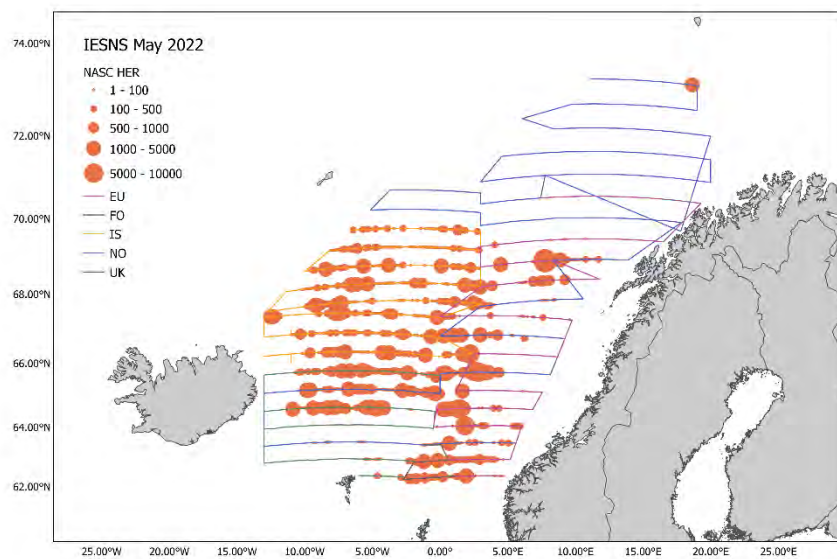 IESNS May 2022
NASC HER
1 - 100
100 - 500
500 - 1000
1000 - 5000
5000 - 10000
EU
FO
IS
NO
UK
74.00°N
72.00°N
70.00°N
68.00°N
66.00°N
64.00°N
62.00°N
25.00°W 20.00°W 15.00°W 10.00°W 5.00°W 0.00° 5.00°E 10.00°E 15.00°E 20.00°E 25.00°E